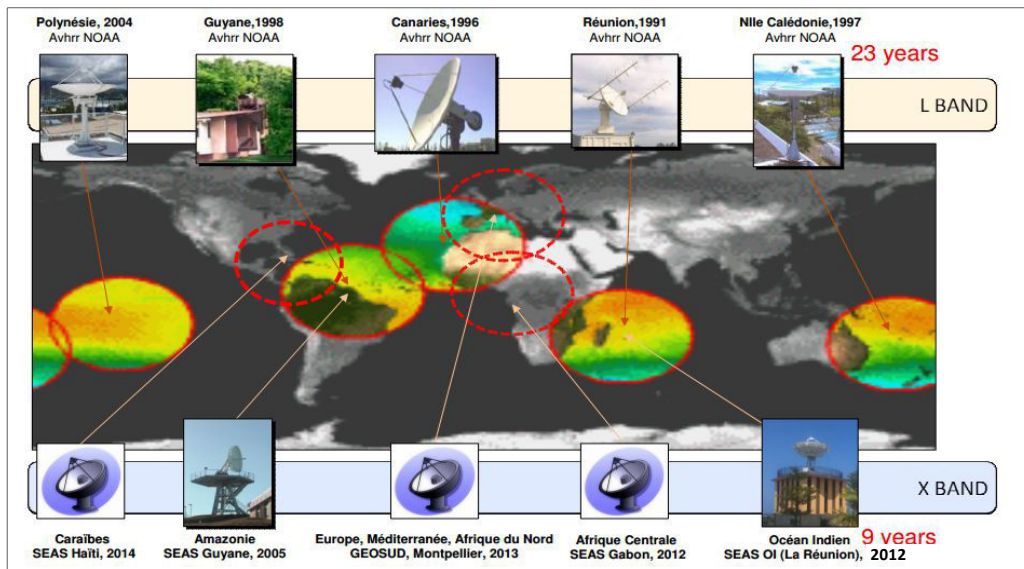 Polynésie, 2004
Avhrr NOAA
Guyane,1998
Avhrr NOAA
Canaries,1996
Avhrr NOAA
Réunion,1991
Avhrr NOAA
Nlle Calédonie,1997
Avhrr NOAA
23 years
L BAND
X BAND
Caraïbes
SEAS Haïti, 2014
Amazonie
SEAS Guyane, 2005
Europe, Méditerranée, Afrique du Nord
GEOSUD, Montpellier, 2013
Afrique Centrale
SEAS Gabon, 2012
Océan Indien
SEAS OI (La Réunion), 2012
9 years